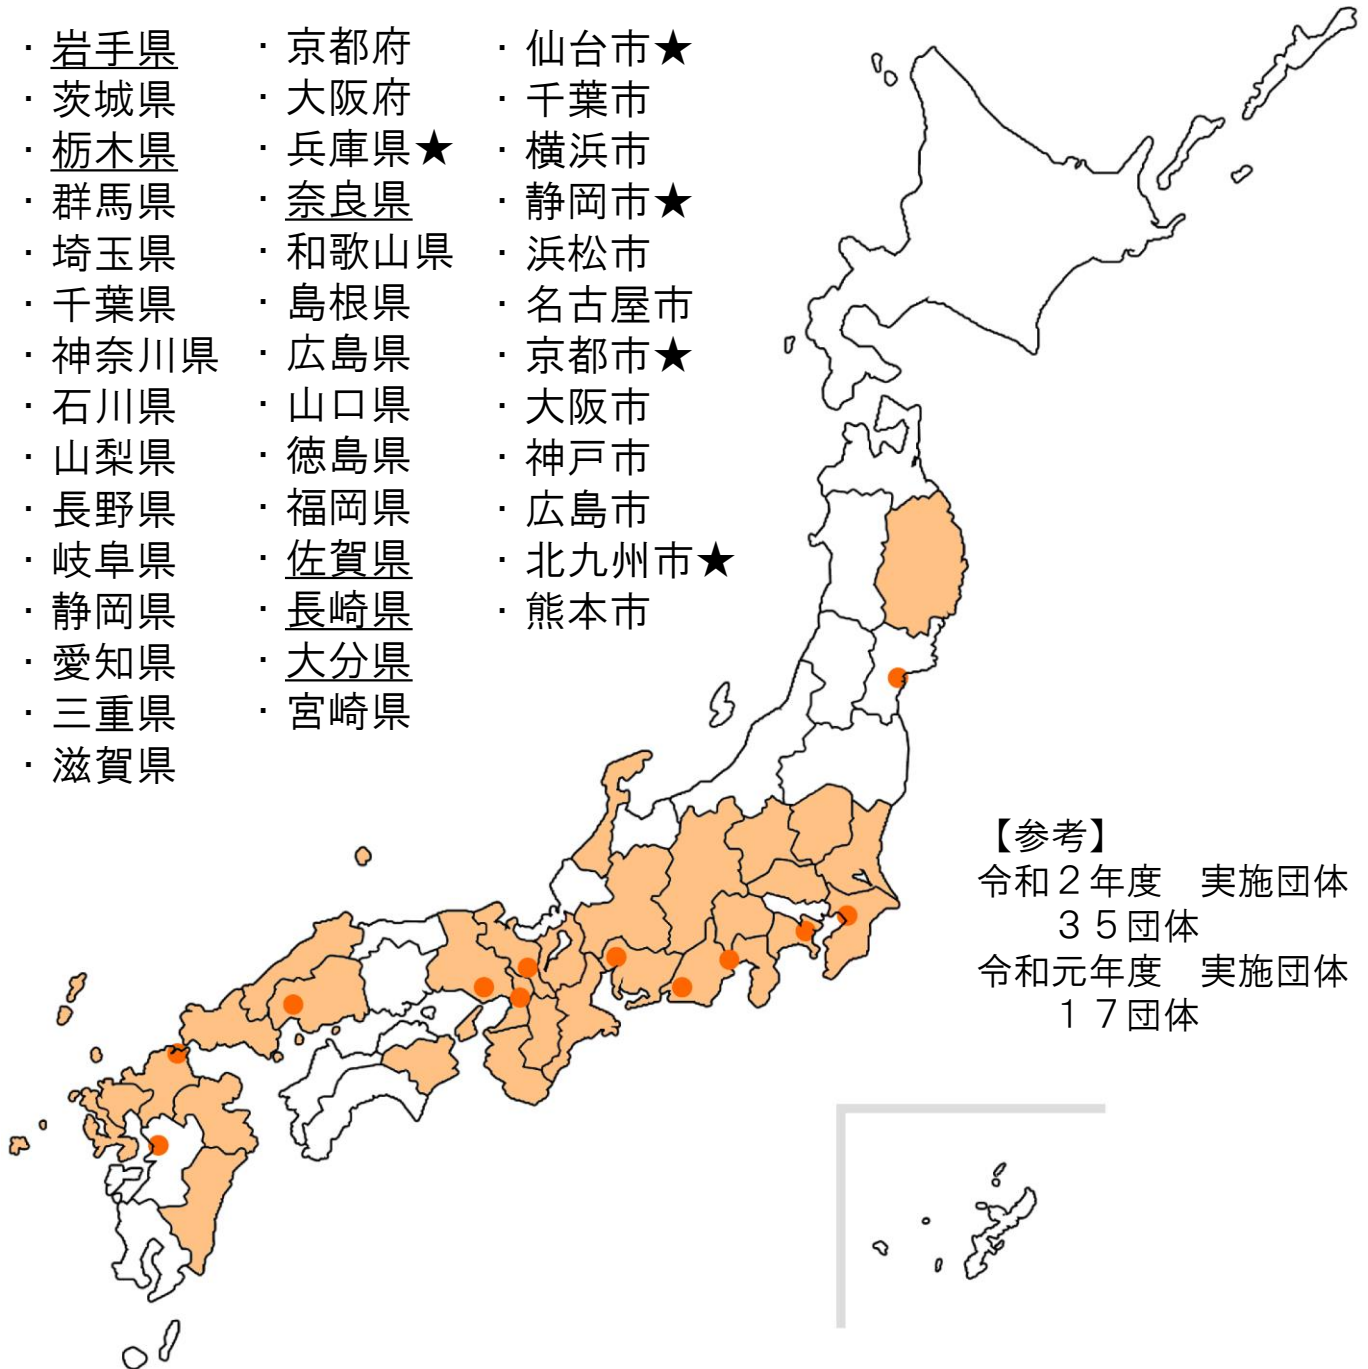 ・岩手県
・茨城県
・栃木県
・群馬県
・埼玉県
・千葉県
・神奈川県
・石川県
・山梨県
・長野県
・岐阜県
・静岡県
・愛知県
・三重県
・滋賀県
・京都府
・大阪府
・兵庫県★
・奈良県
・和歌山県
・島根県
・広島県
・山口県
・徳島県
・福岡県
・佐賀県
・長崎県
・大分県
・宮崎県
・仙台市★
・千葉市
・横浜市
・静岡市★
・浜松市
・名古屋市
・京都市★
・大阪市
・神戸市
・広島市
・北九州市★
・熊本市
【参考】
令和２年度　実施団体
３５団体
令和元年度　実施団体
１７団体